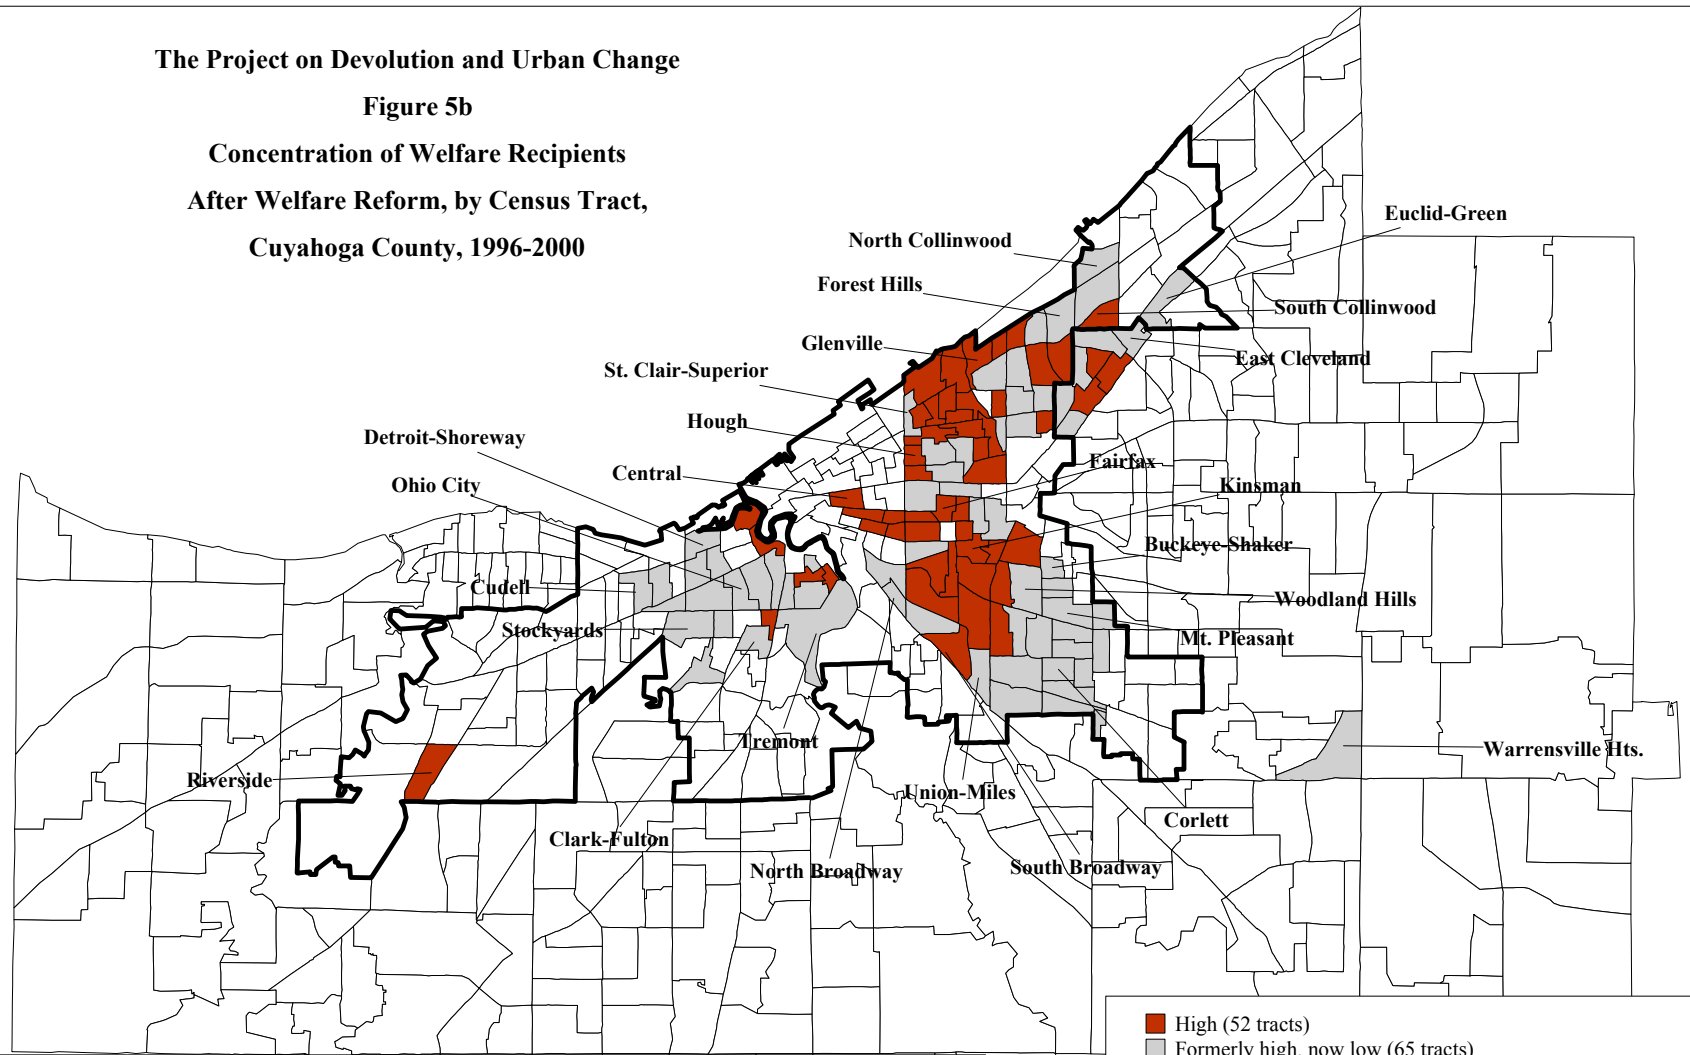 The Project on Devolution and Urban Change
Figure 5b
Concentration of Welfare Recipients
After Welfare Reform, by Census Tract,
Cuyahoga County, 1996-2000
Euclid-Green
North Collinwood
Forest Hills
South Collinwood
Glenville
East Cleveland
St. Clair-Superior
Hough
Detroit-Shoreway
Fairfax
Central
Ohio City
Kinsman
Buckeye-Shaker
Cudell
Woodland Hills
Stockyards
Mt. Pleasant
Tremont
Warrensville Hts.
Riverside
Union-Miles
Corlett
Clark-Fulton
North Broadway
South Broadway
High (52 tracts)
Formerly high, now low (65 tracts)